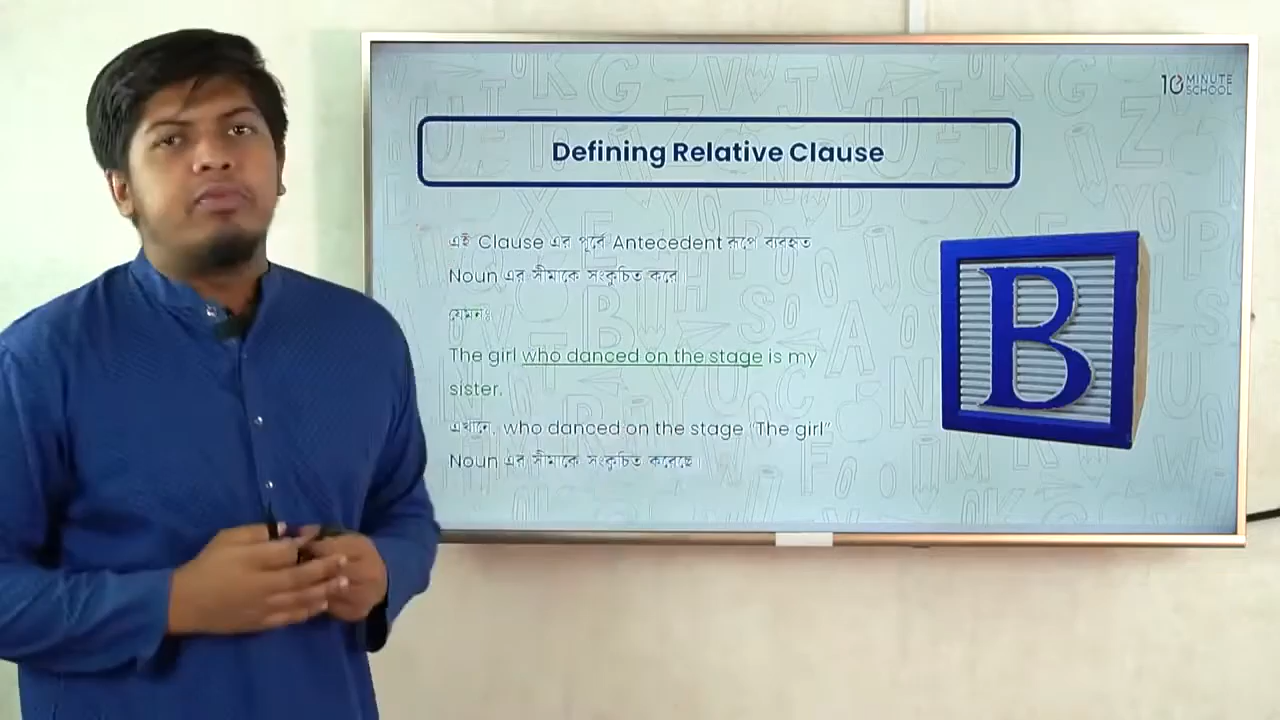 10 MINUTE
SCHOOL
Defining Relative Clause
এই Clause এর পূর্বে Antecedent রূপে ব্যবহৃত
Noun এর সীমাকে সংকুচিত করে
যেমনঃ
The girl who danced on the stage is my
sister.
এখানে, who danced on the stage “The girl”
Noun এর সীমাকে সংকুচিত করেছে।
B